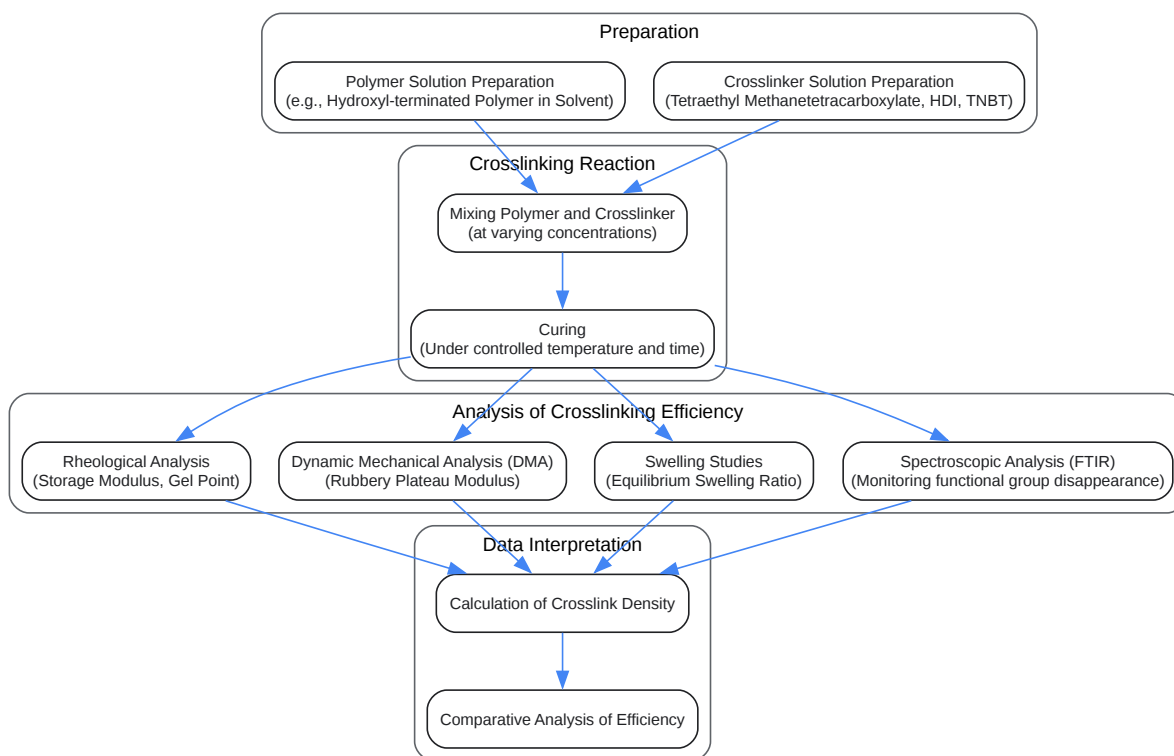 Preparation
Polymer Solution Preparation
(e.g., Hydroxyl-terminated Polymer in Solvent)
Crosslinker Solution Preparation
(Tetraethyl Methanetetracarboxylate, HDI, TNBT)
Crosslinking Reaction
Mixing Polymer and Crosslinker
(at varying concentrations)
Curing
(Under controlled temperature and time)
Analysis of Crosslinking Efficiency
Rheological Analysis
(Storage Modulus, Gel Point)
Dynamic Mechanical Analysis (DMA)
(Rubbery Plateau Modulus)
Swelling Studies
(Equilibrium Swelling Ratio)
Spectroscopic Analysis (FTIR)
(Monitoring functional group disappearance)
Data Interpretation
Calculation of Crosslink Density
Comparative Analysis of Efficiency